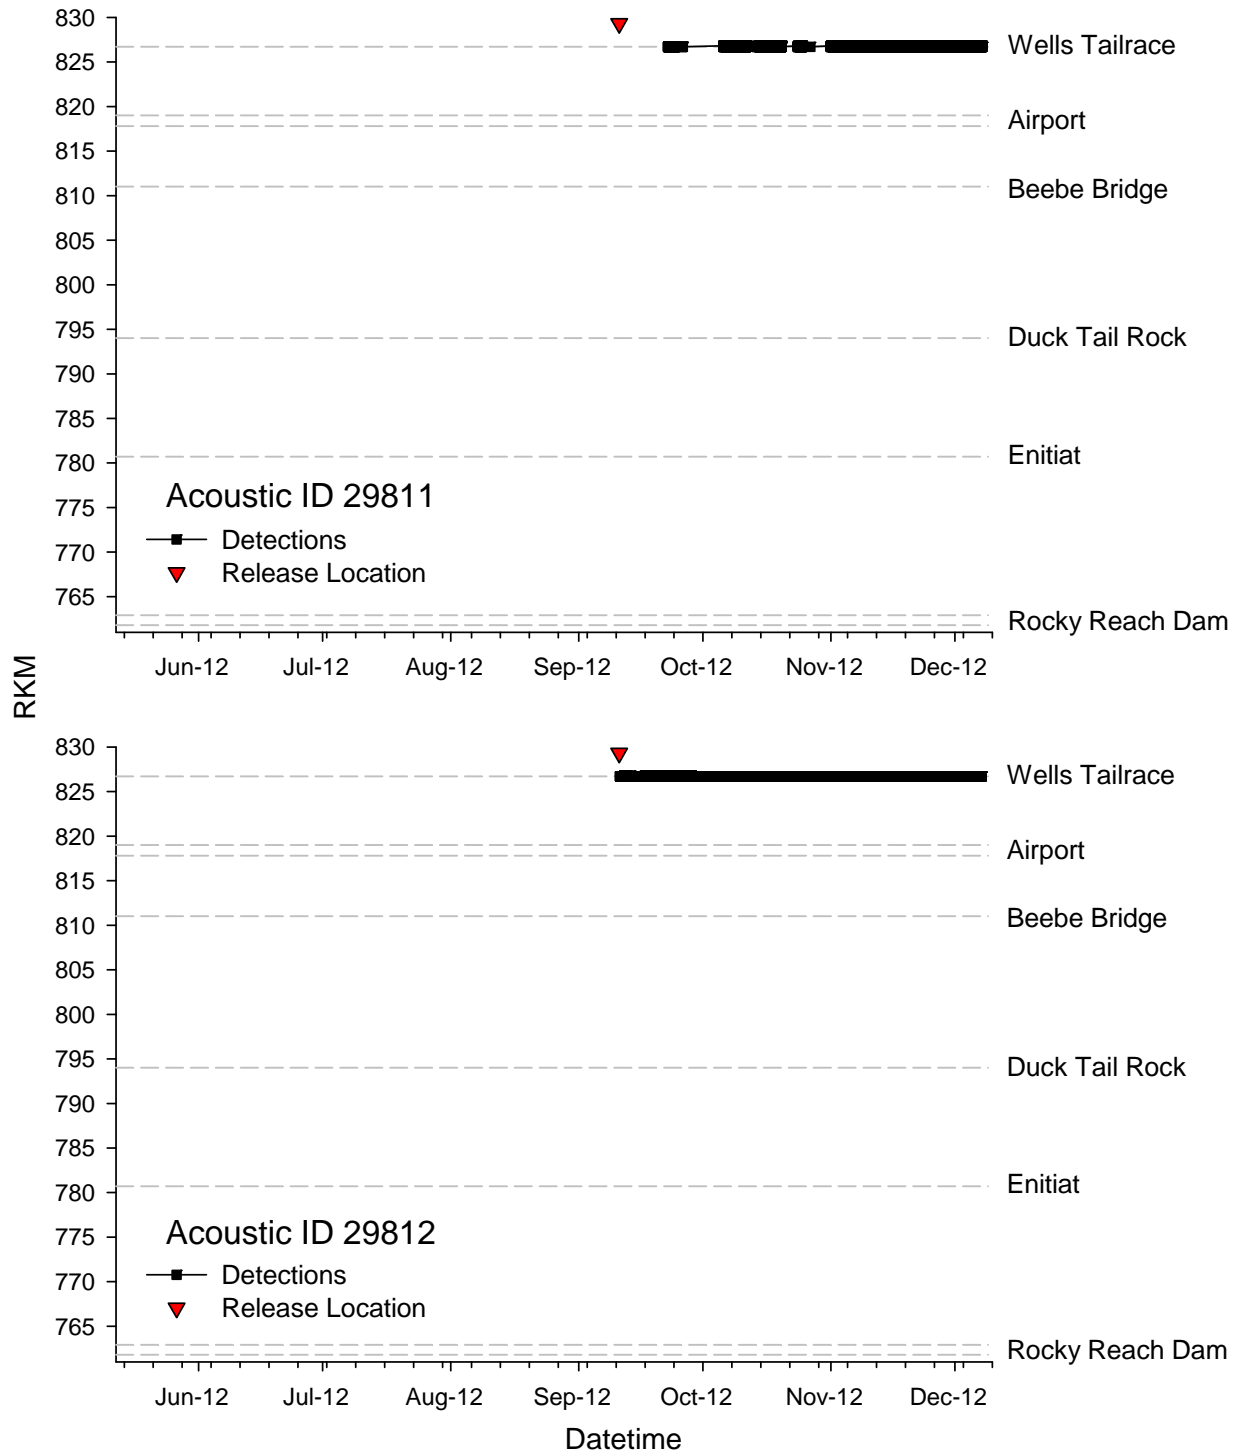 RKM
830
825
820
815
810
805
800
795
790
785
780
775
770
765
Wells Tailrace
Airport
Beebe Bridge
Duck Tail Rock
Enitiat
Rocky Reach Dam
Acoustic ID 29811
Detections
Release Location
Jun-12 Jul-12 Aug-12 Sep-12 Oct-12 Nov-12 Dec-12
830
825
820
815
810
805
800
795
790
785
780
775
770
765
Wells Tailrace
Airport
Beebe Bridge
Duck Tail Rock
Enitiat
Rocky Reach Dam
Acoustic ID 29812
Detections
Release Location
Jun-12 Jul-12 Aug-12 Sep-12 Oct-12 Nov-12 Dec-12
Datetime